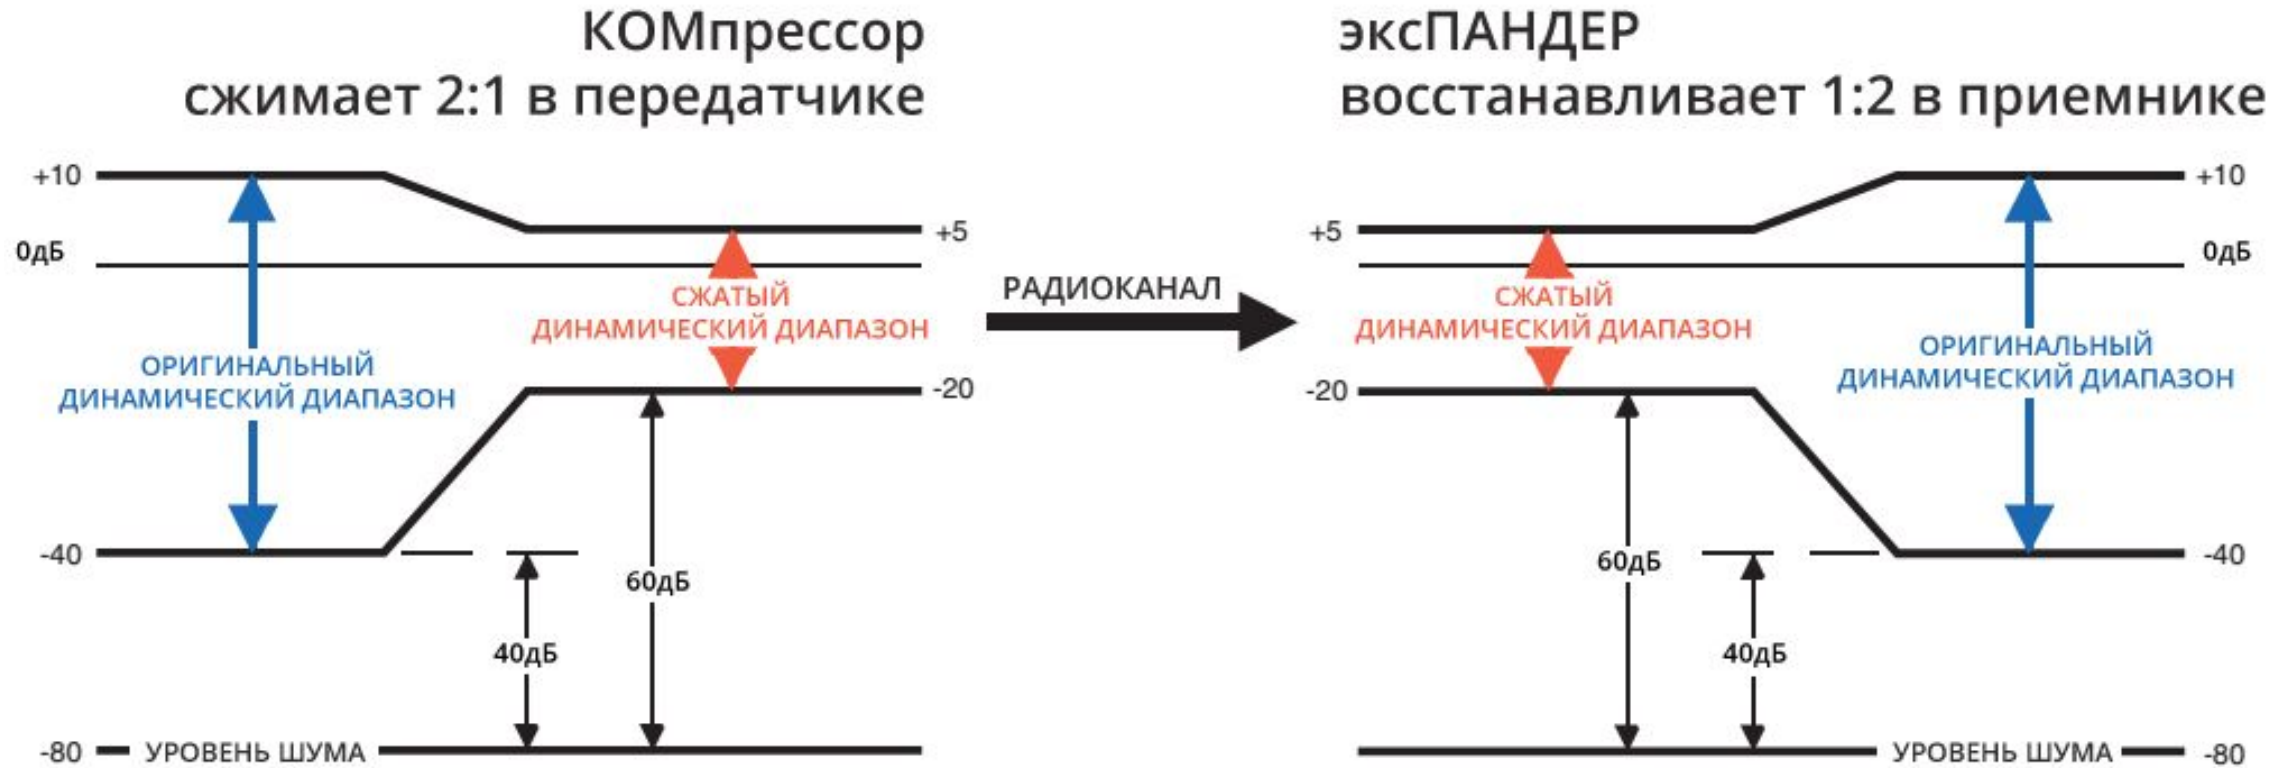 КОМпрессор
сжимает 2:1 в передатчике
эксПАНДЕР
восстанавливает 1:2 в приемнике
+10
0дБ
+5
СЖАТЫЙ
ДИНАМИЧЕСКИЙ ДИАПАЗОН
ОРИГИНАЛЬНЫЙ
ДИНАМИЧЕСКИЙ ДИАПАЗОН
-20
-40
60дБ
40дБ
-80
УРОВЕНЬ ШУМА
РАДИОКАНАЛ
+5
+10
0дБ
СЖАТЫЙ
ДИНАМИЧЕСКИЙ ДИАПАЗОН
ОРИГИНАЛЬНЫЙ
ДИНАМИЧЕСКИЙ ДИАПАЗОН
-20
-40
60дБ
40дБ
УРОВЕНЬ ШУМА
-80